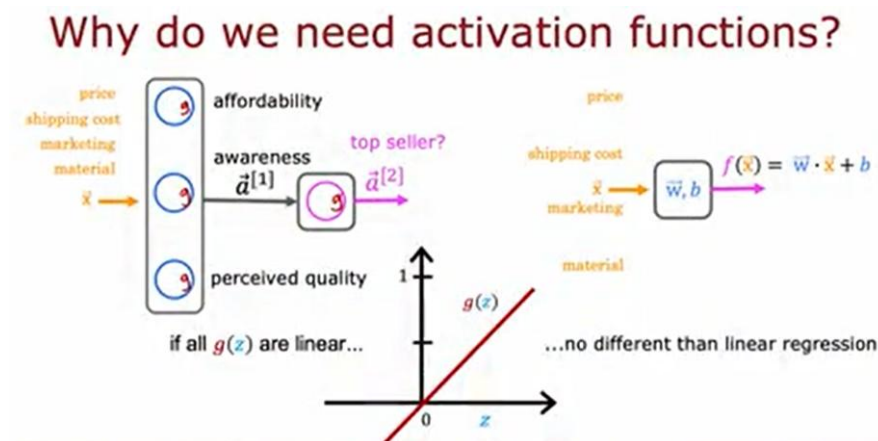 Why do we need activation functions?
price
shipping cost
marketing
material
x⃗
g
g
g
affordability
awareness
a⃗[1]
perceived quality
g
top seller?
a⃗[2]
if all g(z) are linear...
1
g(z)
0
z
price
shipping cost
x⃗
marketing
material
w⃗, b
f(x⃗) = w⃗ · x⃗ + b
...no different than linear regression